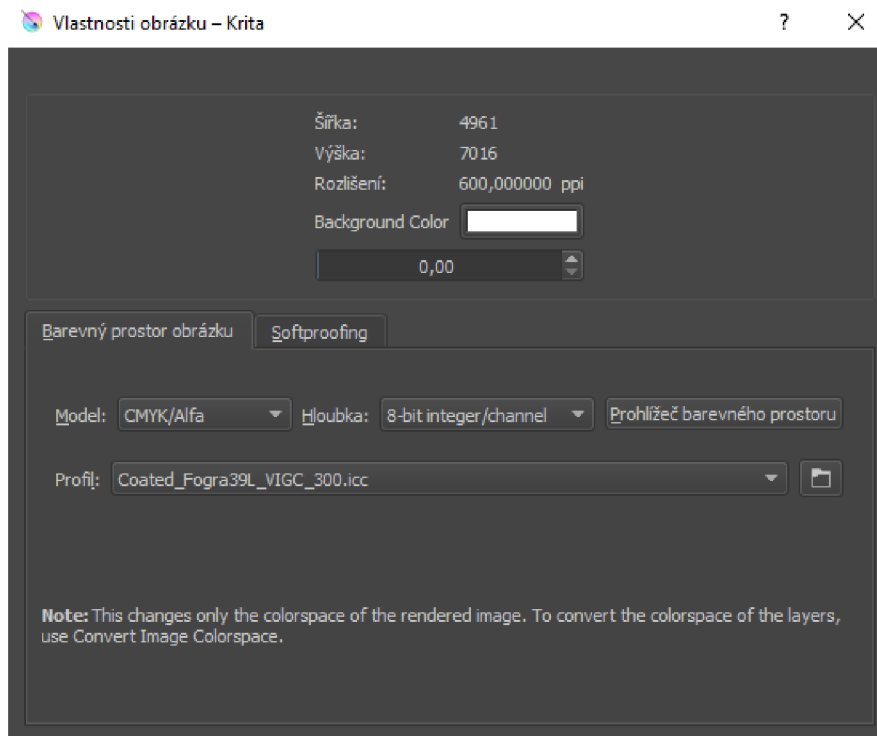 Vlastnosti obrázku – Krita ? ×
Šířka: 4961
Výška: 7016
Rozlišení: 600,000000 ppi
Background Color
0,00
Barevný prostor obrázku Softproofing
Model: CMYK/Alfa Hloubka: 8-bit integer/channel Prohlížeč barevného prostoru
Profil: Coated_Fogra39L_VIGC_300.icc
Note: This changes only the colorspace of the rendered image. To convert the colorspace of the layers,
use Convert Image Colorspace.